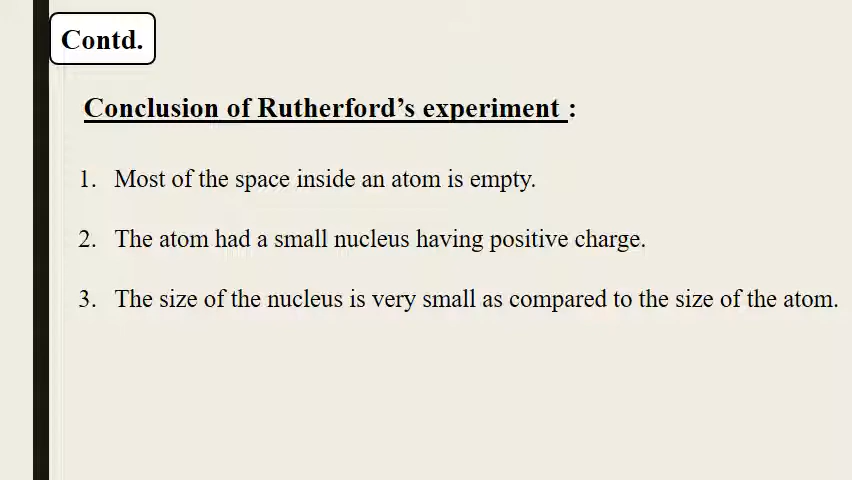 Contd.
Conclusion of Rutherford’s experiment :
1. Most of the space inside an atom is empty.
2. The atom had a small nucleus having positive charge.
3. The size of the nucleus is very small as compared to the size of the atom.